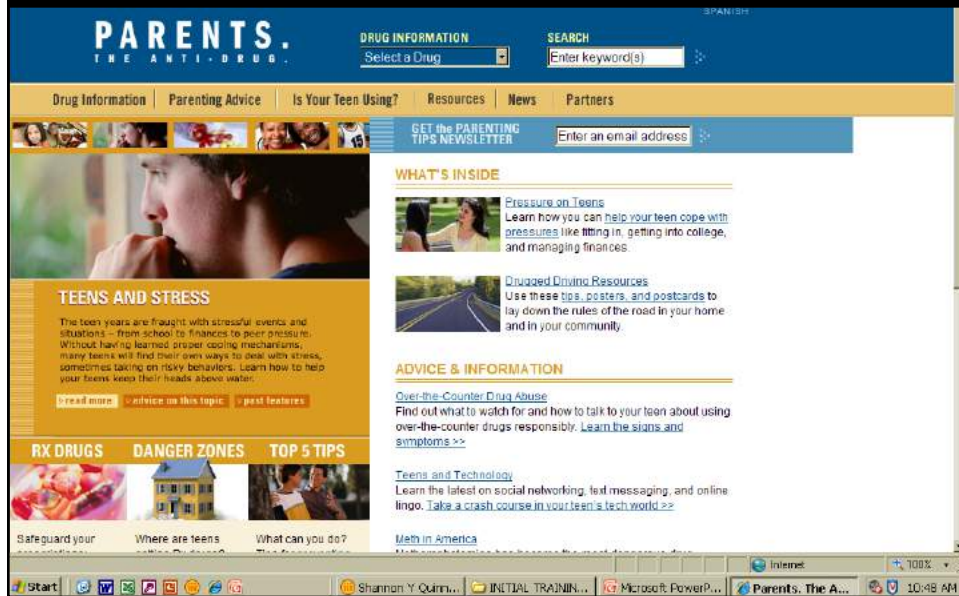 SPANISH
PARENTS.
THE ANTI-DRUG.
DRUG INFORMATION
Select a Drug
SEARCH
Enter keyword(s)
Drug Information
Parenting Advice
Is Your Teen Using?
Resources
News
Partners
GET the PARENTING
TIPS NEWSLETTER
Enter an email address
TEENS AND STRESS
The teen years are fraught with stressful events and
situations – from school to finances to peer pressure.
Without having learned proper coping mechanisms,
many teens will find their own ways to deal with stress,
sometimes taking on risky behaviors. Learn how to help
your teens keep their heads above water.
read more
advice on this topic
past features
RX DRUGS
DANGER ZONES
TOP 5 TIPS
Safeguard your
Where are teens
What can you do?
WHAT'S INSIDE
Pressure on Teens
Learn how you can help your teen cope with
pressures like fitting in, getting into college,
and managing finances.
Drugged Driving Resources
Use these tips, posters, and postcards to
lay down the rules of the road in your home
and in your community.
ADVICE & INFORMATION
Over-the-Counter Drug Abuse
Find out what to watch for and how to talk to your teen about using
over-the-counter drugs responsibly. Learn the signs and
symptoms >>
Teens and Technology
Learn the latest on social networking, text messaging, and online
lingo. Take a crash course in your teen's tech world >>
Meth in America
Internet
100%
Start
Shannon Y Quinn...
INITIAL TRAININ...
Microsoft PowerP...
Parents. The A...
10:48 AM